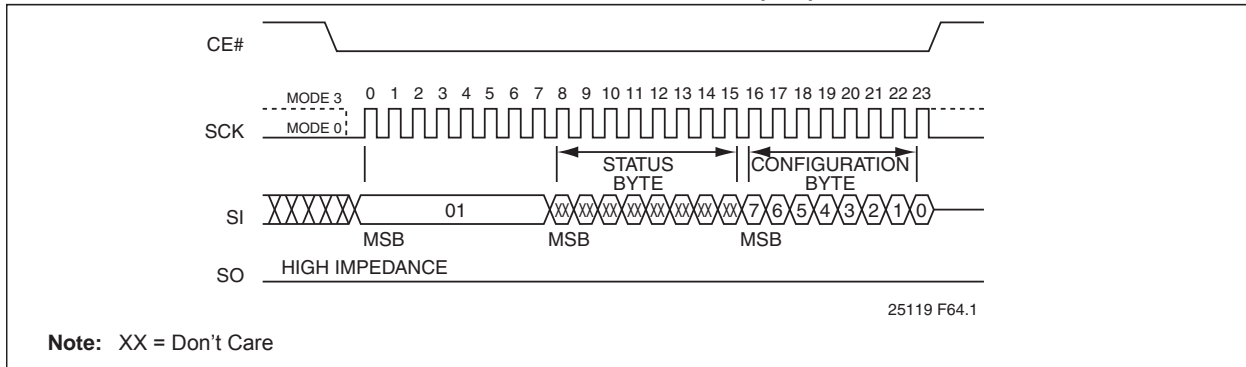 CE#
MODE 3
0 1 2 3 4 5 6 7 8 9 10 11 12 13 14 15 16 17 18 19 20 21 22 23
SCK
MODE 0
STATUS BYTE
CONFIGURATION BYTE
SI
01
XX XX XX XX XX XX XX XX
7 6 5 4 3 2 1 0
MSB
MSB
MSB
SO
HIGH IMPEDANCE
25119 F64.1
Note: XX = Don't Care